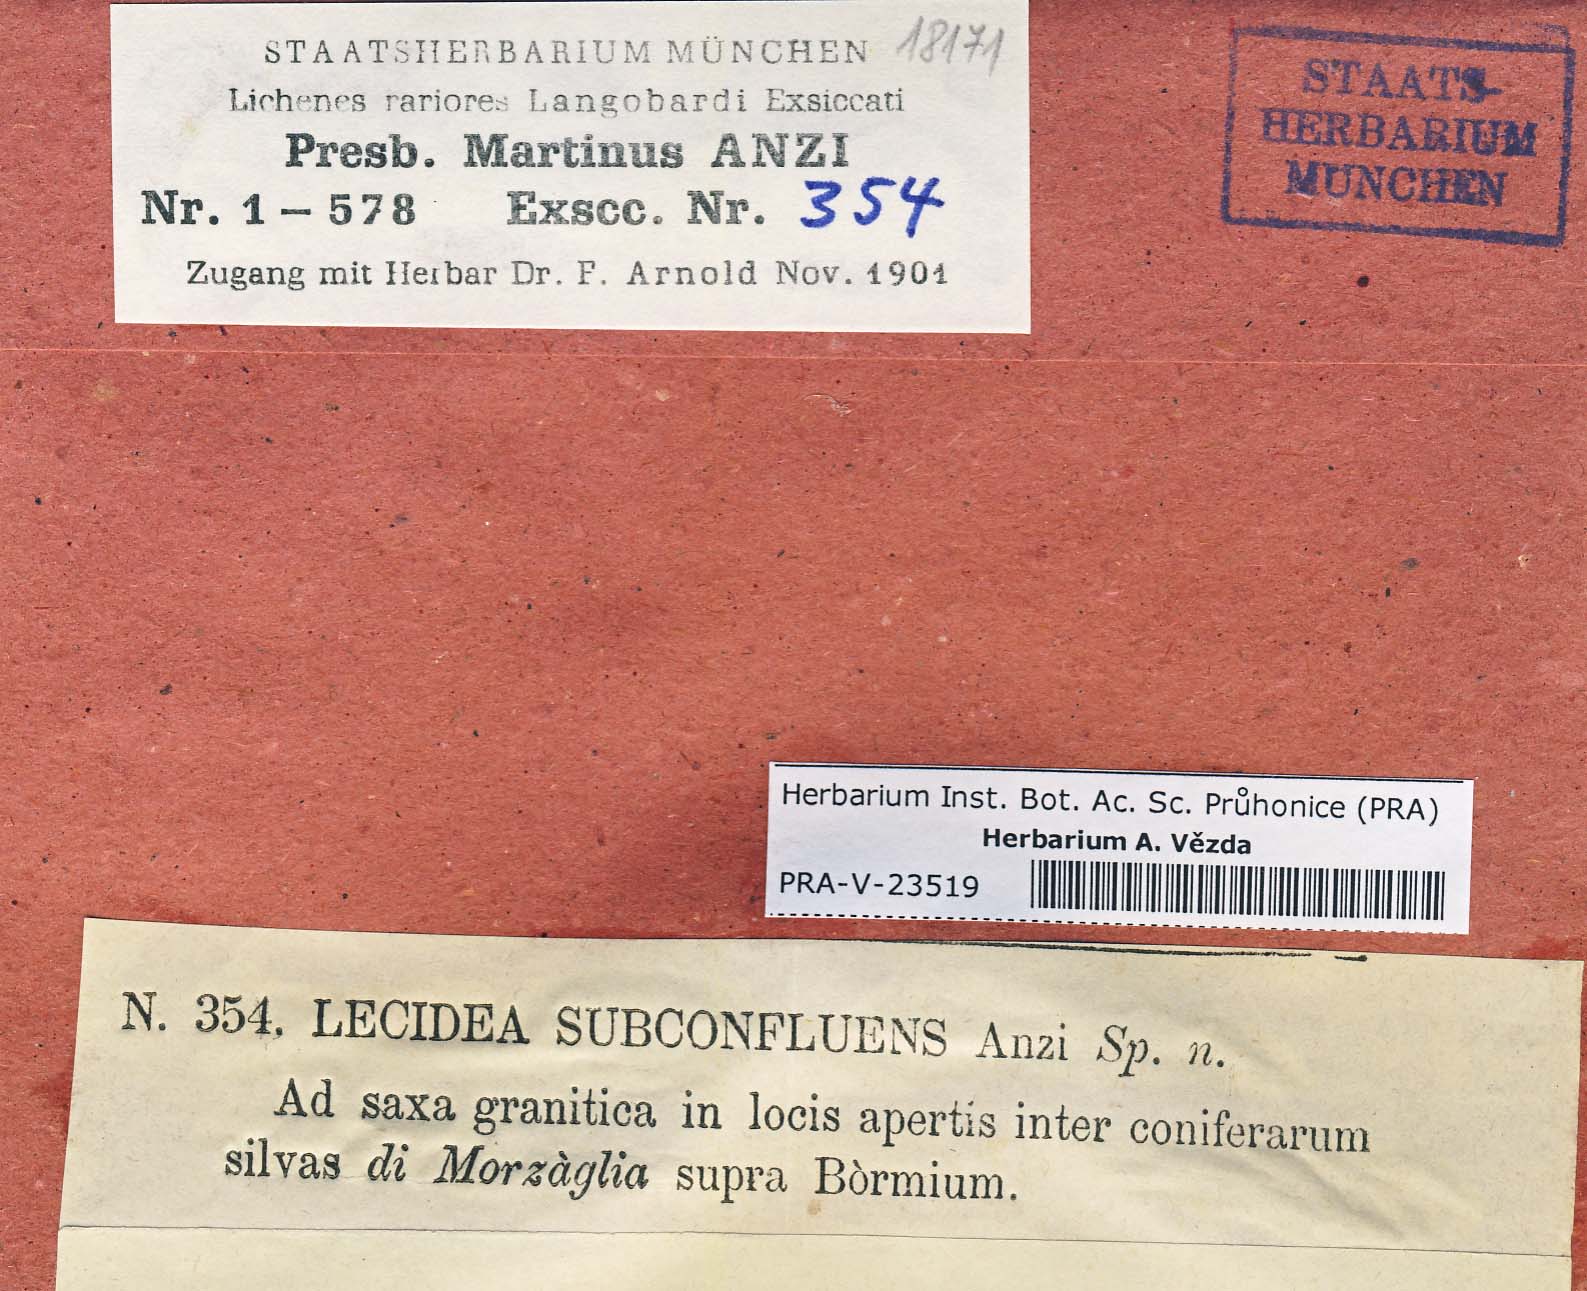 STAATSHERBARIUM MÜNCHEN 18171
Lichenes rariores Langobardi Exsiccati
Presb. Martinus ANZI
Nr. 1 – 578 Exscc. Nr. 354
Zugang mit Herbar Dr. F. Arnold Nov. 1901
STAATS-
HERBARIUM
MÜNCHEN
Herbarium Inst. Bot. Ac. Sc. Průhonice (PRA)
Herbarium A. Vězda
PRA-V-23519
N. 354. LECIDEA SUBCONFLUENS Anzi Sp. n.
Ad saxa granitica in locis apertis inter coniferarum
silvas di Morzàglia supra Bòrmium.